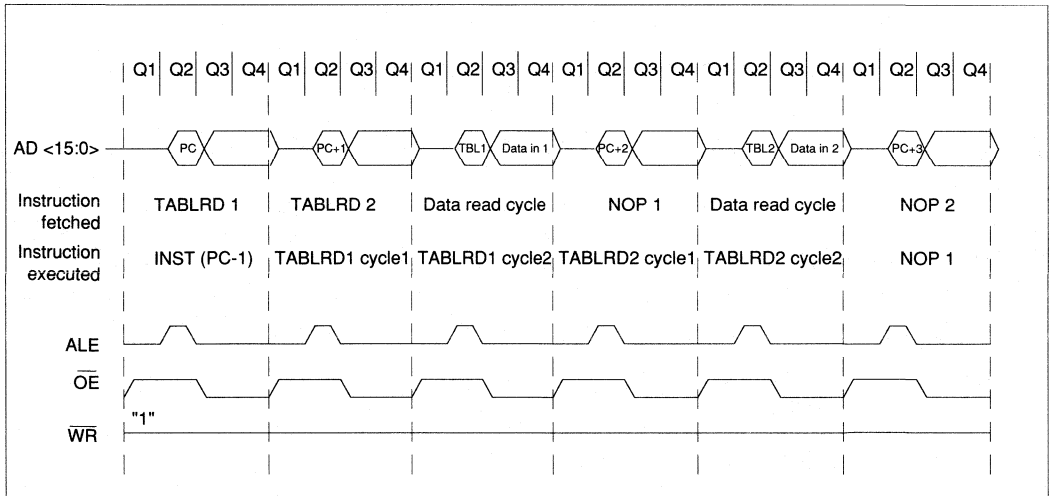 Q1 Q2 Q3 Q4 Q1 Q2 Q3 Q4 Q1 Q2 Q3 Q4 Q1 Q2 Q3 Q4 Q1 Q2 Q3 Q4 Q1 Q2 Q3 Q4
AD <15:0> PC PC+1 TBL1 Data in 1 PC+2 TBL2 Data in 2 PC+3
Instruction fetched TABLRD 1 TABLRD 2 Data read cycle NOP 1 Data read cycle NOP 2
Instruction executed INST (PC-1) TABLRD1 cycle1 TABLRD1 cycle2 TABLRD2 cycle1 TABLRD2 cycle2 NOP 1
ALE
OE
"1"
WR